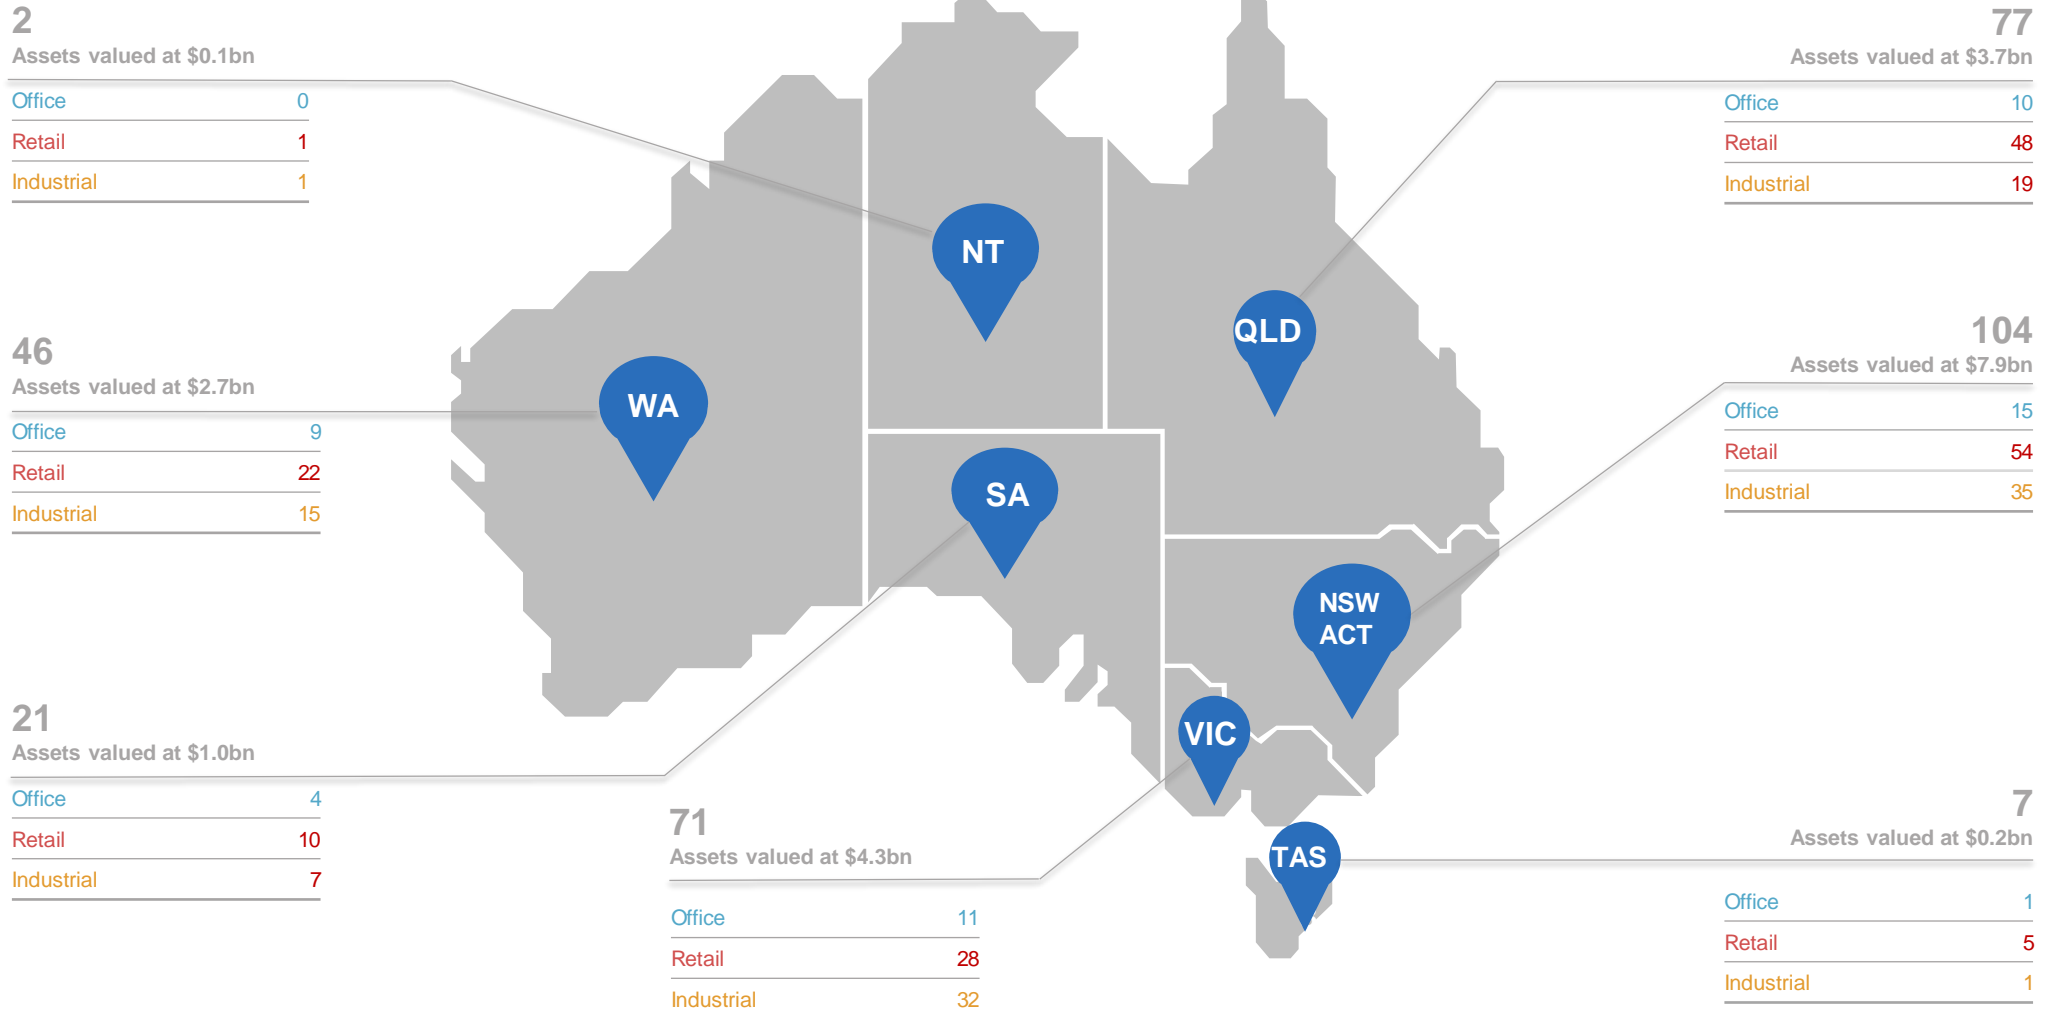 2
Assets valued at $0.1bn
Office 0
Retail 1
Industrial 1
77
Assets valued at $3.7bn
Office 10
Retail 48
Industrial 19
NT
QLD
46
Assets valued at $2.7bn
Office 9
Retail 22
Industrial 15
WA
104
Assets valued at $7.9bn
Office 15
Retail 54
Industrial 35
SA
NSW
ACT
21
Assets valued at $1.0bn
Office 4
Retail 10
Industrial 7
VIC
71
Assets valued at $4.3bn
Office 11
Retail 28
Industrial 32
TAS
7
Assets valued at $0.2bn
Office 1
Retail 5
Industrial 1